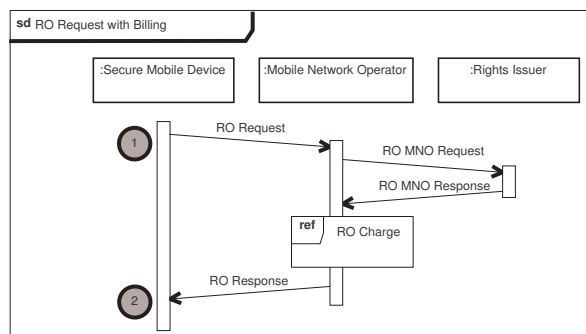 sd RO Request with Billing
:Secure Mobile Device
:Mobile Network Operator
:Rights Issuer
1
RO Request
RO MNO Request
RO MNO Response
ref
RO Charge
RO Response
2